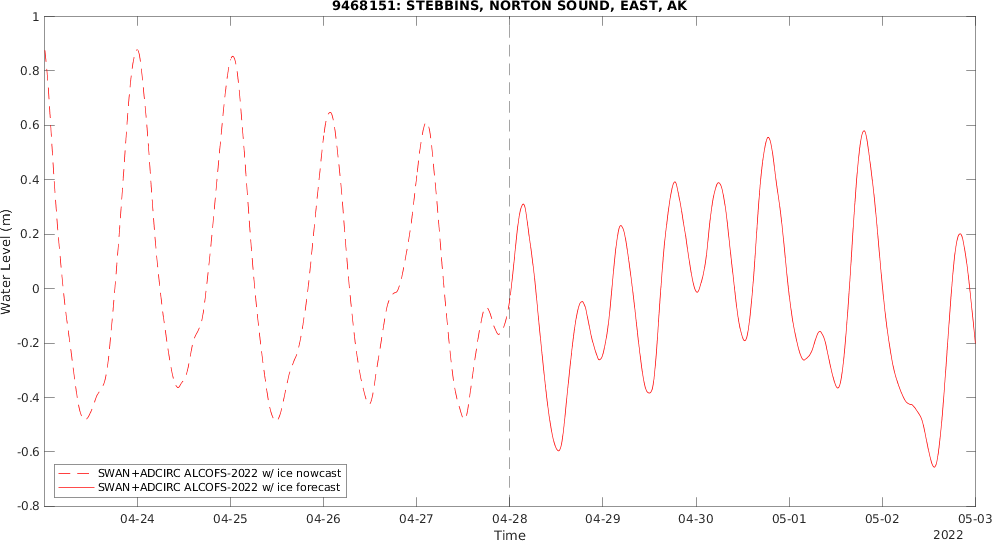 9468151: STEBBINS, NORTON SOUND, EAST, AK
Water Level (m)
1
0.8
0.6
0.4
0.2
0
-0.2
-0.4
-0.6
-0.8
SWAN+ADCIRC ALCOFS-2022 w/ ice nowcast
SWAN+ADCIRC ALCOFS-2022 w/ ice forecast
04-24 04-25 04-26 04-27 04-28 04-29 04-30 05-01 05-02 05-03
Time
2022